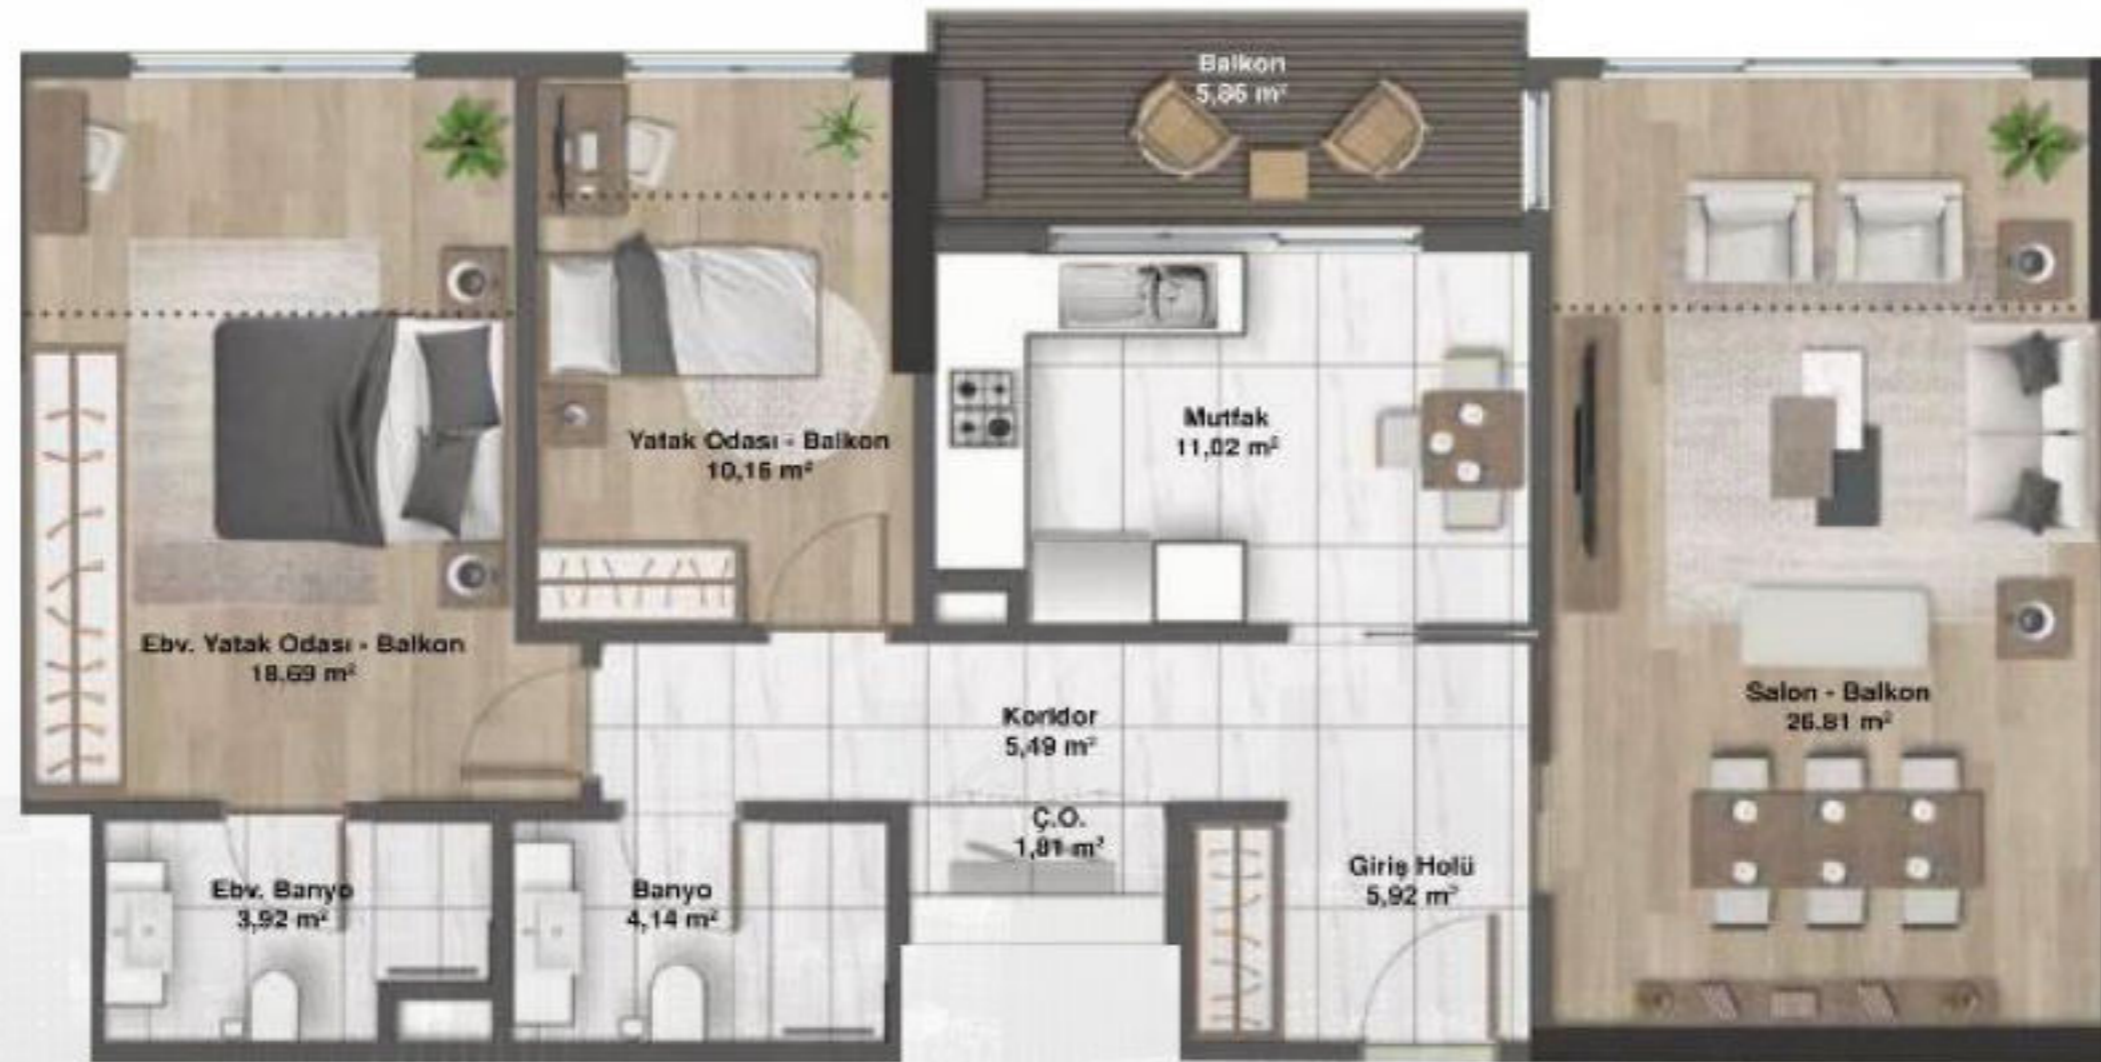 Balkon
5,86 m²
Yatak Odası - Balkon
10,16 m²
Mutfak
11,02 m²
Ebv. Yatak Odası - Balkon
18.69 m²
Salon - Balkon
26.81 m²
Koridor
5,49 m²
Ç.O.
1,81 m²
Giriş Holü
5,92 m²
Ebv. Banyo
3,92 m²
Banyo
4,14 m²